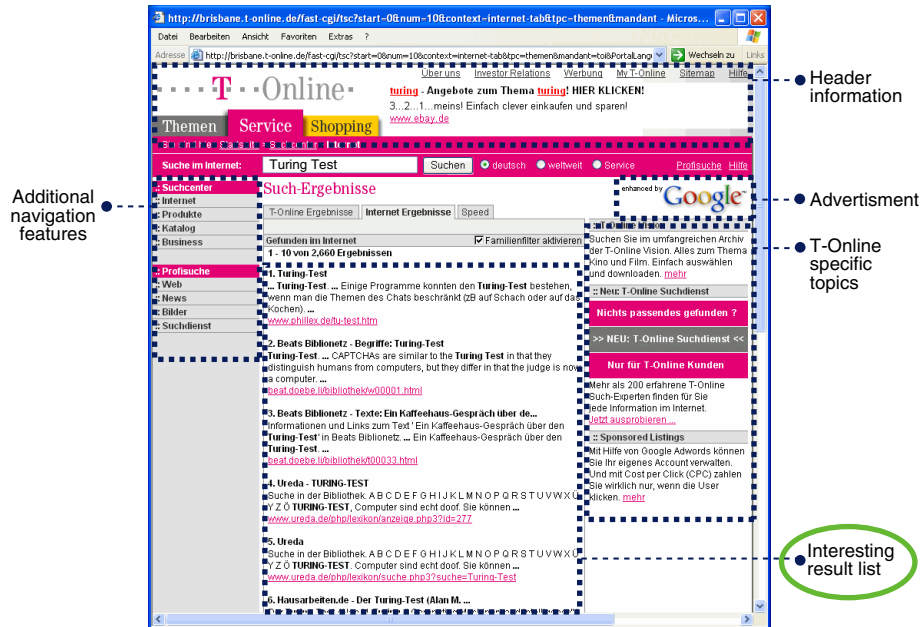 http://brisbane.t-online.de/fast-cgi/tsc?start=0&num=10&context=internet-tab&tpc=themen&mandant - Micros...
Datei Bearbeiten Ansicht Favoriten Extras ?
Adresse http://brisbane.t-online.de/fast-cgi/tsc?start=0&num=10&context=internet-tab&tpc=themen&mandant=toi&PortalLang Wechseln zu Links
Über uns Investor Relations Werbung My T-Online Sitemap Hilfe
T Online
turing - Angebote zum Thema turing! HIER KLICKEN!
3...2...1...meins! Einfach clever einkaufen und sparen!
www.ebay.de
Themen Service Shopping
Suche im Internet: Turing Test Suchen deutsch weltweit Service Profisuche Hilfe
Header
information
Additional
navigation
features
:: Suchcenter
:: Internet
:: Produkte
:: Katalog
:: Business
:: Profisuche
:: Web
:: News
:: Bilder
:: Suchdienst
Such-Ergebnisse
enhanced by Google™
Advertisment
T-Online Ergebnisse Internet Ergebnisse Speed
Gefunden im Internet Familienfilter aktivieren
1 - 10 von 2,660 Ergebnissen
1. Turing-Test
... Turing-Test. ... Einige Programme konnten den Turing-Test bestehen,
wenn man die Themen des Chats beschränkt (zB auf Schach oder auf das
Kochen). ...
www.phillex.de/tu-test.htm
2. Beats Biblionetz - Begriffe: Turing-Test
Turing-Test. ... CAPTCHAs are similar to the Turing Test in that they
distinguish humans from computers, but they differ in that the judge is now
a computer. ...
beat.doebe.li/bibliothek/w00001.html
3. Beats Biblionetz - Texte: Ein Kaffeehaus-Gespräch über de...
Informationen und Links zum Text ' Ein Kaffeehaus-Gespräch über den
Turing-Test' in Beats Biblionetz. ... Ein Kaffeehaus-Gespräch über den
Turing-Test. ...
beat.doebe.li/bibliothek/t00033.html
4. Ureda - TURING-TEST
Suche in der Bibliothek. A B C D E F G H I J K L M N O P Q R S T U V W X Ü
Y Z Ö TURING-TEST, Computer sind echt doof. Sie können ...
www.ureda.de/php/lexikon/anzeige.php3?id=277
5. Ureda
Suche in der Bibliothek. A B C D E F G H I J K L M N O P Q R S T U V W X Ü
Y Z Ö TURING-TEST. Computer sind echt doof. Sie können ...
www.ureda.de/php/lexikon/suche.php3?suche=Turing-Test
6. Hausarbeiten.de - Der Turing-Test (Alan M. ...
:: T-Online Vision
Suchen Sie im umfangreichen Archiv
der T-Online Vision. Alles zum Thema
Kino und Film. Einfach auswählen
und downloaden. mehr
:: Neu: T-Online Suchdienst
Nichts passendes gefunden ?
>> NEU: T-Online Suchdienst <<
Nur für T-Online Kunden
Mehr als 200 erfahrene T-Online
Such-Experten finden für Sie
jede Information im Internet.
Jetzt ausprobieren ...
:: Sponsored Listings
Mit Hilfe von Google Adwords können
Sie Ihr eigenes Account verwalten.
Und mit Cost per Click (CPC) zahlen
Sie wirklich nur, wenn die User
klicken. mehr
T-Online
specific
topics
Interesting
result list